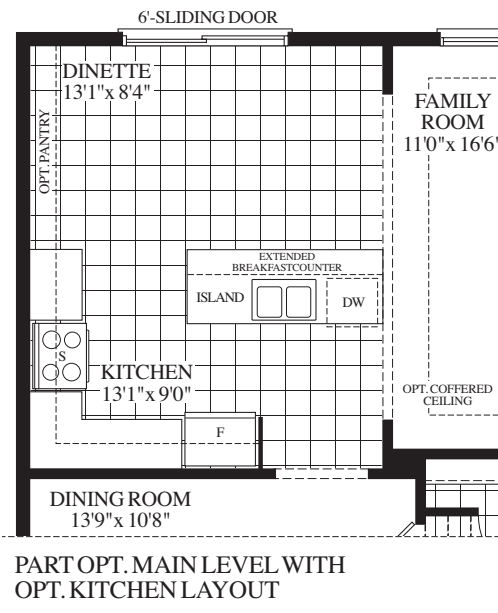 6'-SLIDING DOOR
DINETTE
13'1"x 8'4"
OPT. PANTRY
FAMILY
ROOM
11'0"x 16'6"
EXTENDED
BREAKFASTCOUNTER
ISLAND
DW
S
KITCHEN
13'1"x 9'0"
OPT. COFFERED
CEILING
F
DINING ROOM
13'9"x 10'8"
PART OPT. MAIN LEVEL WITH
OPT. KITCHEN LAYOUT